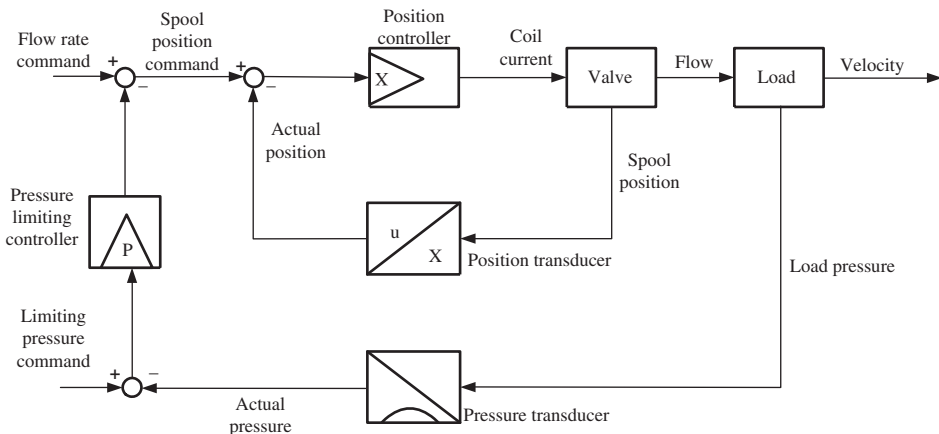 Flow rate
command
+
−
Spool
position
command
+
−
Position
controller
X
Coil
current
Valve
Flow
Load
Velocity
Actual
position
Spool
position
u
X
Position transducer
Pressure
limiting
controller
P
Load pressure
Limiting
pressure
command
+
−
Actual
pressure
Pressure transducer